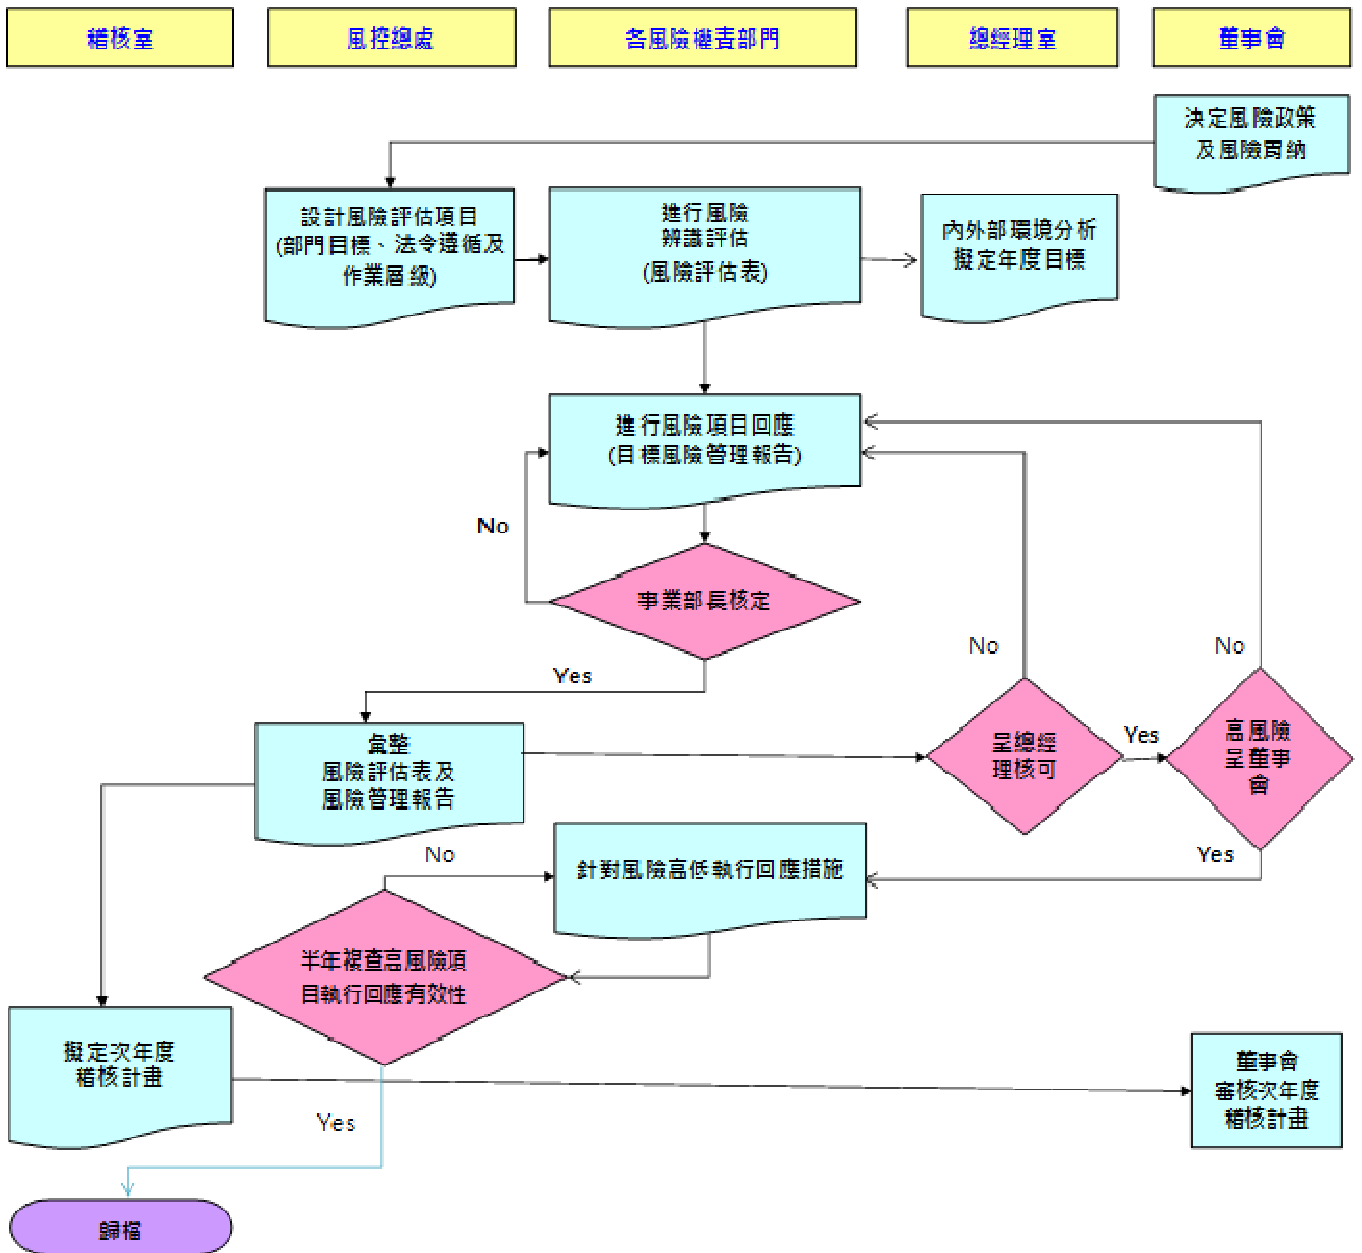 稽核室
風控總處
各風險權責部門
總經理室
董事會
決定風險政策
及風險胃納
設計風險評估項目
(部門目標、法令遵循及
作業層級)
進行風險
辨識評估
(風險評估表)
內外部環境分析
擬定年度目標
進行風險項目回應
(目標風險管理報告)
No
事業部長核定
Yes
No
No
彙整
風險評估表及
風險管理報告
呈總經
理核可
Yes
高風險
呈董事
會
No
Yes
針對風險高低執行回應措施
半年複查高風險項
目執行回應有效性
擬定次年度
稽核計畫
董事會
審核次年度
稽核計畫
Yes
歸檔